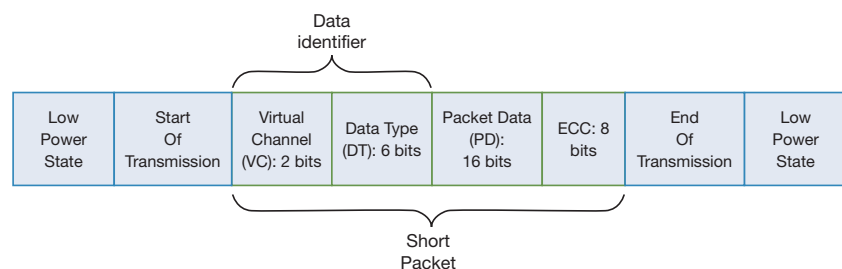 Data
identifier
Low
Power
State
Start
Of
Transmission
Virtual
Channel
(VC): 2 bits
Data Type
(DT): 6 bits
Packet Data
(PD):
16 bits
ECC: 8
bits
End
Of
Transmission
Low
Power
State
Short
Packet